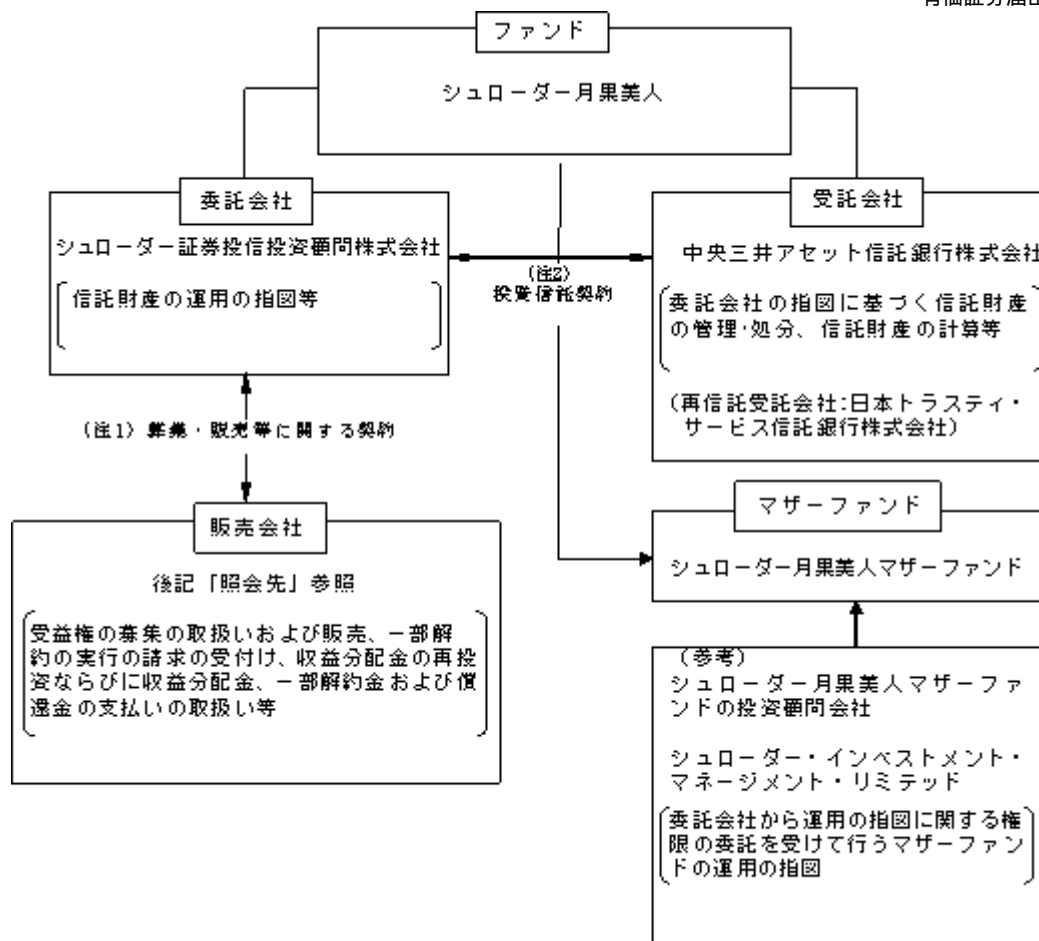 ファンド
シュローダー月果美人
委託会社
シュローダー証券投信投資顧問株式会社
信託財産の運用の指図等
受託会社
中央三井アセット信託銀行株式会社
委託会社の指図に基づく信託財産
の管理・処分、信託財産の計算等
(再信託受託会社:日本トラスティ・
サービス信託銀行株式会社)
(注2)
投資信託契約
(注1) 募集・販売等に関する契約
販売会社
後記「照会先」参照
受益権の募集の取扱いおよび販売、一部解
約の実行の請求の受付け、収益分配金の再投
資ならびに収益分配金、一部解約金および償
還金の支払いの取扱い等
マザーファンド
シュローダー月果美人マザーファンド
(参考)
シュローダー月果美人マザーファ
ンドの投資顧問会社
シュローダー・インベストメント・
マネージメント・リミテッド
委託会社から運用の指図に関する権
限の委託を受けて行うマザーファン
ドの運用の指図